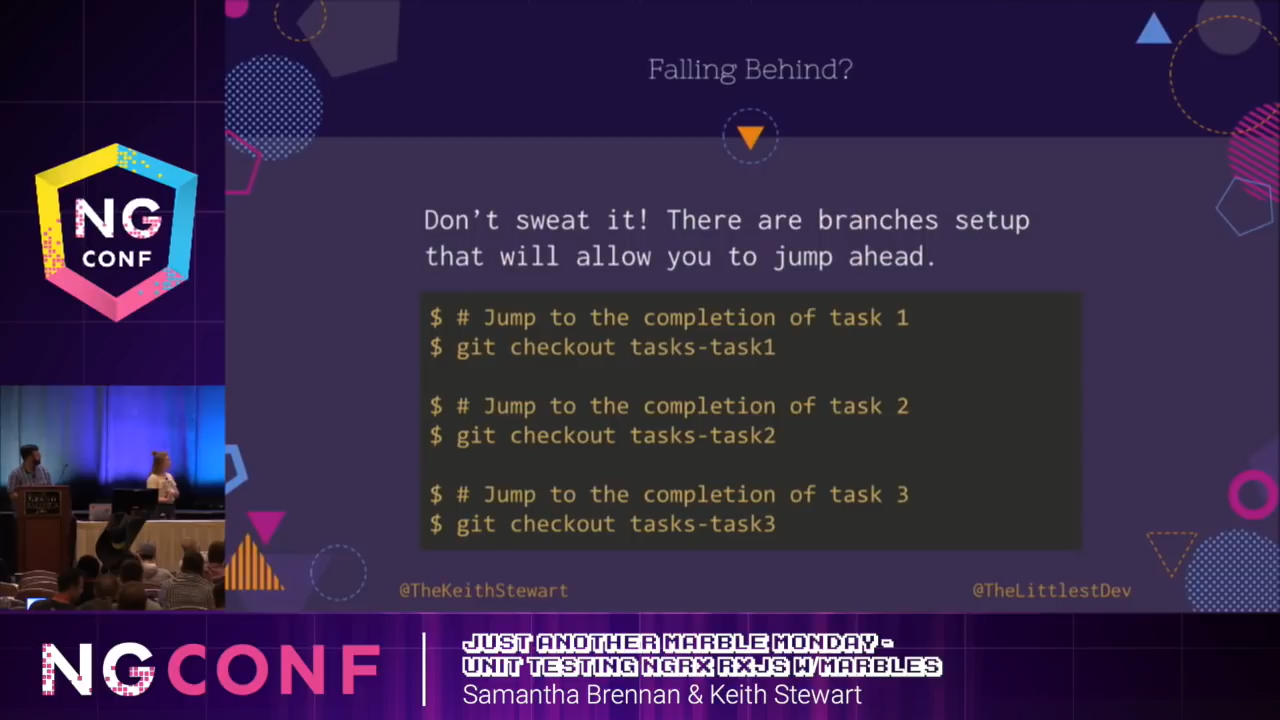 Falling Behind?
NG
CONF
Don't sweat it! There are branches setup
that will allow you to jump ahead.
$ # Jump to the completion of task 1
$ git checkout tasks-task1
$ # Jump to the completion of task 2
$ git checkout tasks-task2
$ # Jump to the completion of task 3
$ git checkout tasks-task3
@TheKeithStewart
@TheLittlestDev
NGCONF
JUST ANOTHER MARBLE MONDAY -
UNIT TESTING NGRX RXJS W/MARBLES
Samantha Brennan & Keith Stewart